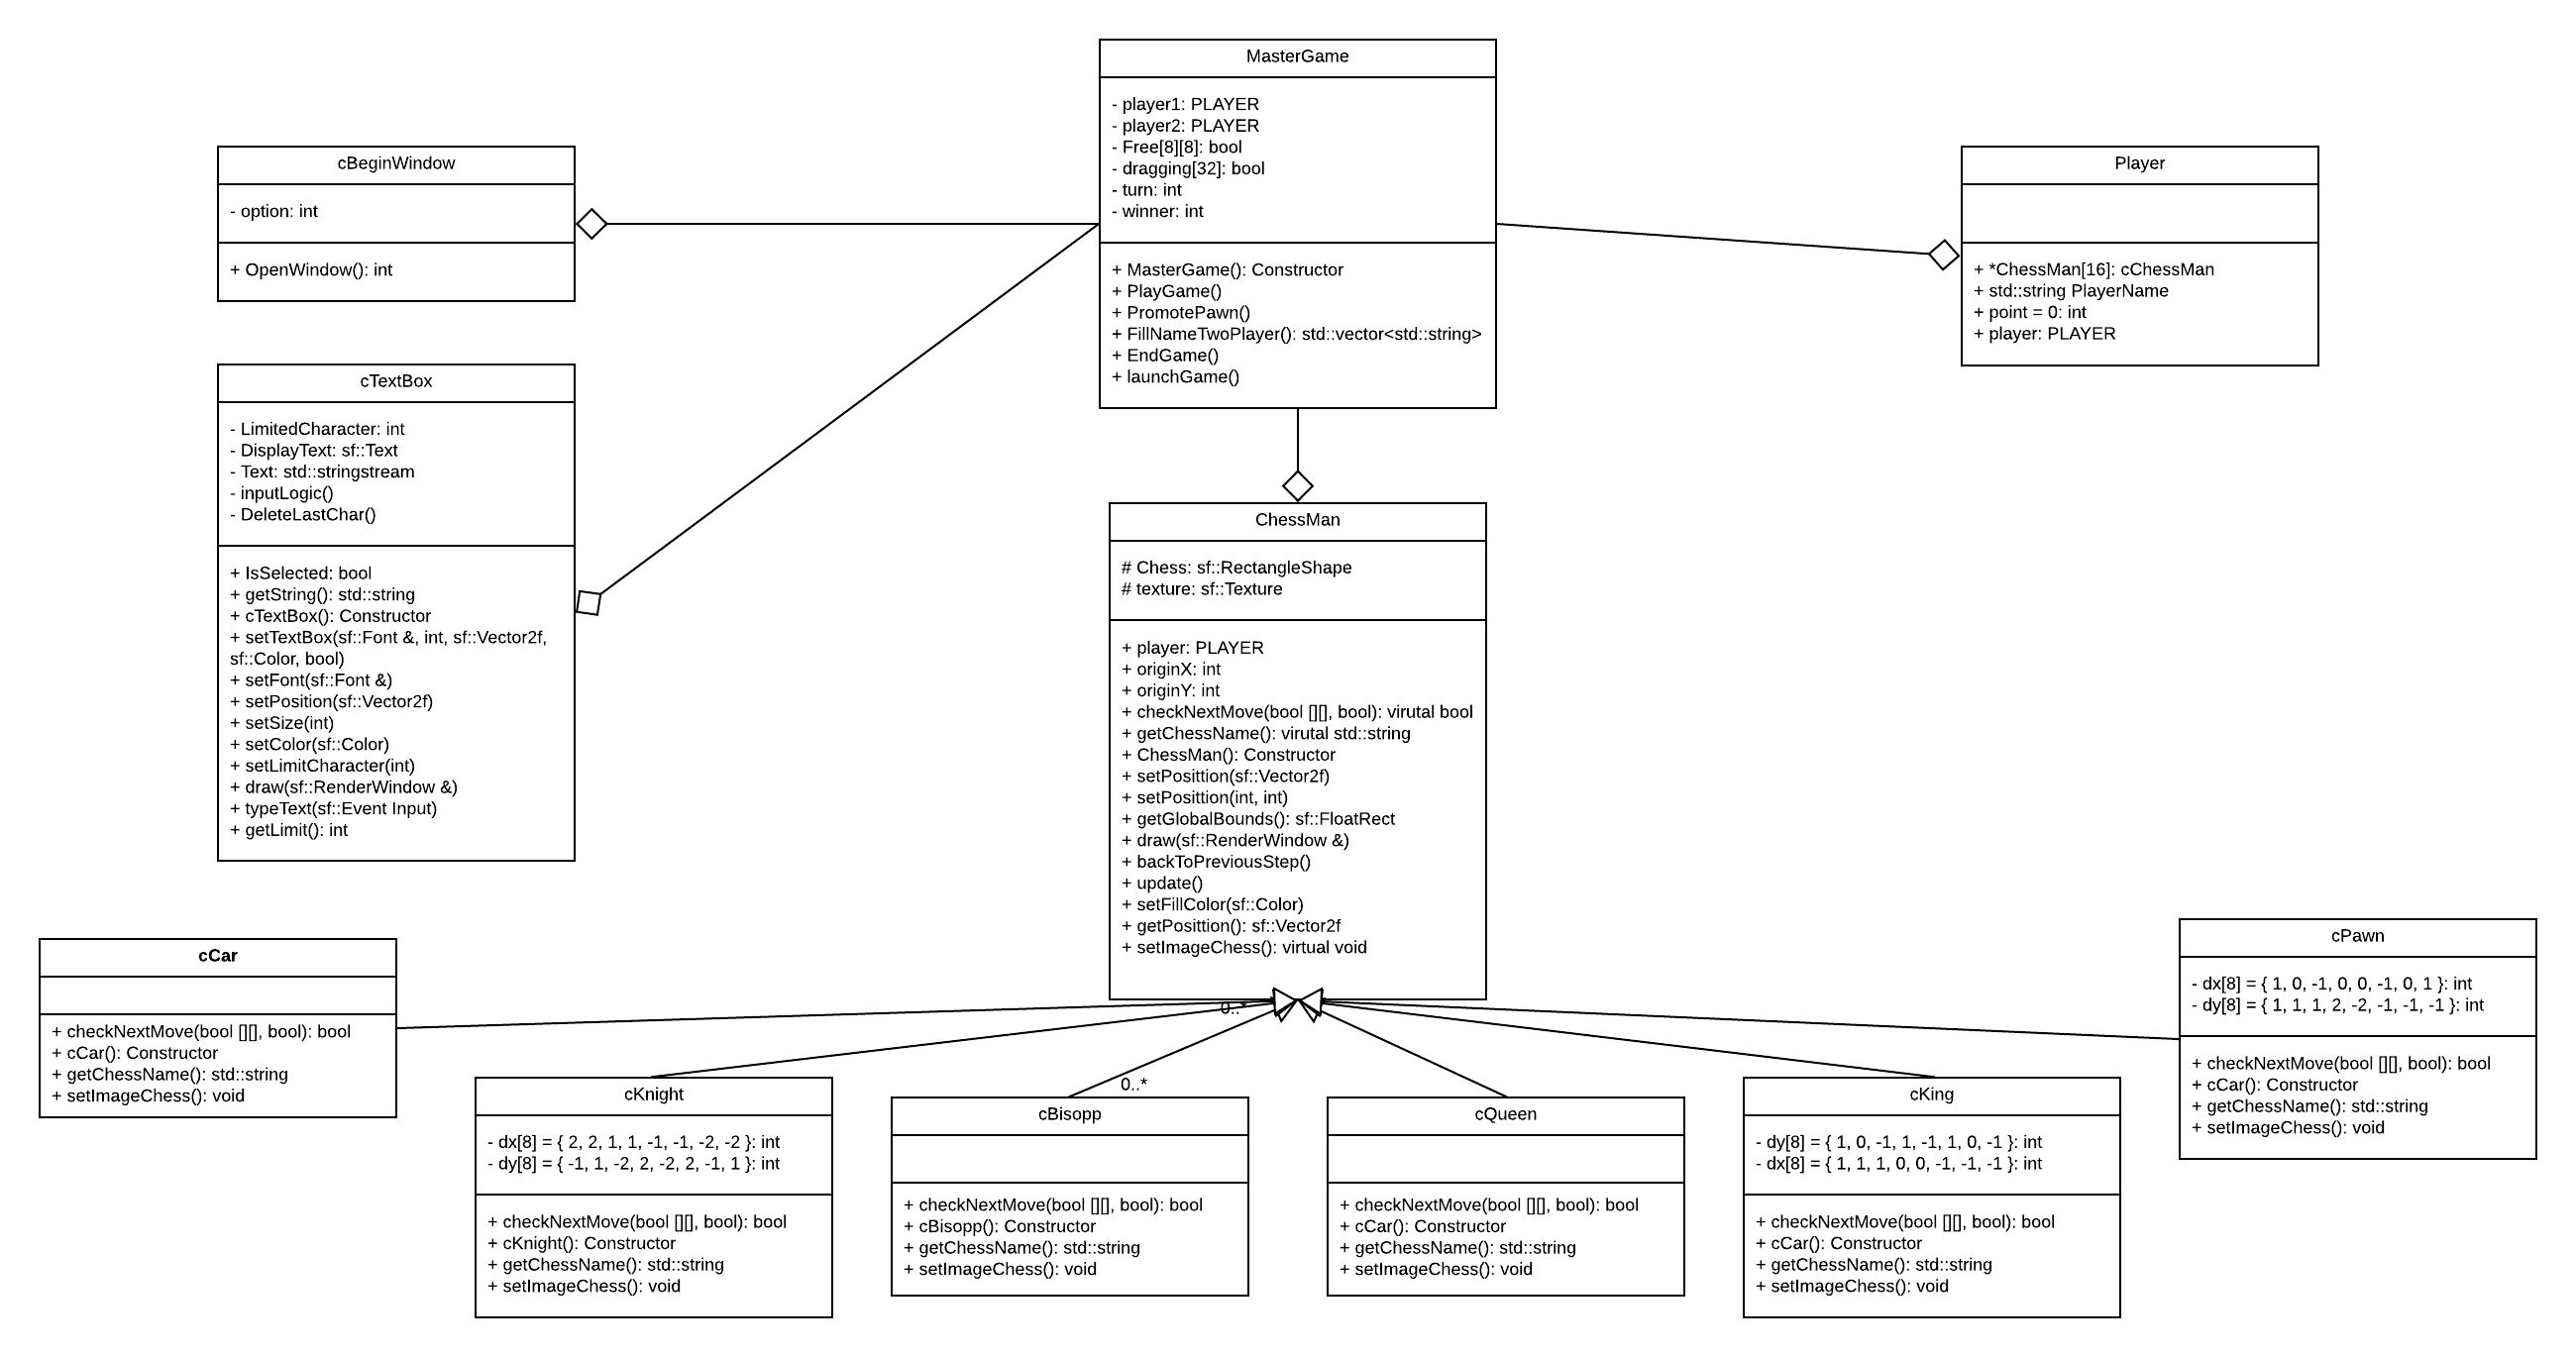 MasterGame
- player1: PLAYER
- player2: PLAYER
- Free[8][8]: bool
- dragging[32]: bool
- turn: int
- winner: int
+ MasterGame(): Constructor
+ PlayGame()
+ PromotePawn()
+ FillNameTwoPlayer(): std::vector<std::string>
+ EndGame()
+ launchGame()
cBeginWindow
- option: int
+ OpenWindow(): int
Player
+ *ChessMan[16]: cChessMan
+ std::string PlayerName
+ point = 0: int
+ player: PLAYER
cTextBox
- LimitedCharacter: int
- DisplayText: sf::Text
- Text: std::stringstream
- inputLogic()
- DeleteLastChar()
+ IsSelected: bool
+ getString(): std::string
+ cTextBox(): Constructor
+ setTextBox(sf::Font &, int, sf::Vector2f,
sf::Color, bool)
+ setFont(sf::Font &)
+ setPosition(sf::Vector2f)
+ setSize(int)
+ setColor(sf::Color)
+ setLimitCharacter(int)
+ draw(sf::RenderWindow &)
+ typeText(sf::Event Input)
+ getLimit(): int
ChessMan
# Chess: sf::RectangleShape
# texture: sf::Texture
+ player: PLAYER
+ originX: int
+ originY: int
+ checkNextMove(bool [][], bool): virutal bool
+ getChessName(): virutal std::string
+ ChessMan(): Constructor
+ setPosittion(sf::Vector2f)
+ setPosittion(int, int)
+ getGlobalBounds(): sf::FloatRect
+ draw(sf::RenderWindow &)
+ backToPreviousStep()
+ update()
+ setFillColor(sf::Color)
+ getPosittion(): sf::Vector2f
+ setImageChess(): virtual void
0..*
0..*
cCar
+ checkNextMove(bool [][], bool): bool
+ cCar(): Constructor
+ getChessName(): std::string
+ setImageChess(): void
cKnight
- dx[8] = { 2, 2, 1, 1, -1, -1, -2, -2 }: int
- dy[8] = { -1, 1, -2, 2, -2, 2, -1, 1 }: int
+ checkNextMove(bool [][], bool): bool
+ cKnight(): Constructor
+ getChessName(): std::string
+ setImageChess(): void
cBisopp
+ checkNextMove(bool [][], bool): bool
+ cBisopp(): Constructor
+ getChessName(): std::string
+ setImageChess(): void
cQueen
+ checkNextMove(bool [][], bool): bool
+ cCar(): Constructor
+ getChessName(): std::string
+ setImageChess(): void
cKing
- dy[8] = { 1, 0, -1, 1, -1, 1, 0, -1 }: int
- dx[8] = { 1, 1, 1, 0, 0, -1, -1, -1 }: int
+ checkNextMove(bool [][], bool): bool
+ cCar(): Constructor
+ getChessName(): std::string
+ setImageChess(): void
cPawn
- dx[8] = { 1, 0, -1, 0, 0, -1, 0, 1 }: int
- dy[8] = { 1, 1, 1, 2, -2, -1, -1, -1 }: int
+ checkNextMove(bool [][], bool): bool
+ cCar(): Constructor
+ getChessName(): std::string
+ setImageChess(): void